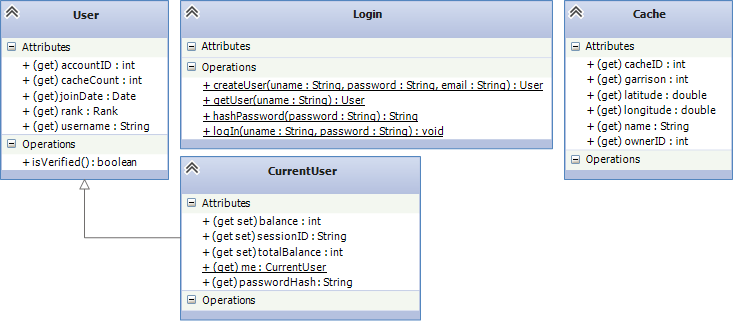 User
Attributes
+ (get) accountID : int
+ (get) cacheCount : int
+ (get)joinDate : Date
+ (get) rank : Rank
+ (get) username : String
Operations
+ isVerified() : boolean
Login
Attributes
Operations
+ createUser(uname : String, password : String, email : String) : User
+ getUser(uname : String) : User
+ hashPassword(password : String) : String
+ logIn(uname : String, password : String) : void
Cache
Attributes
+ (get) cacheID : int
+ (get) garrison : int
+ (get) latitude : double
+ (get) longitude : double
+ (get) name : String
+ (get) ownerID : int
Operations
CurrentUser
Attributes
+ (get set) balance : int
+ (get set) sessionID : String
+ (get set) totalBalance : int
+ (get) me : CurrentUser
+ (get) passwordHash : String
Operations